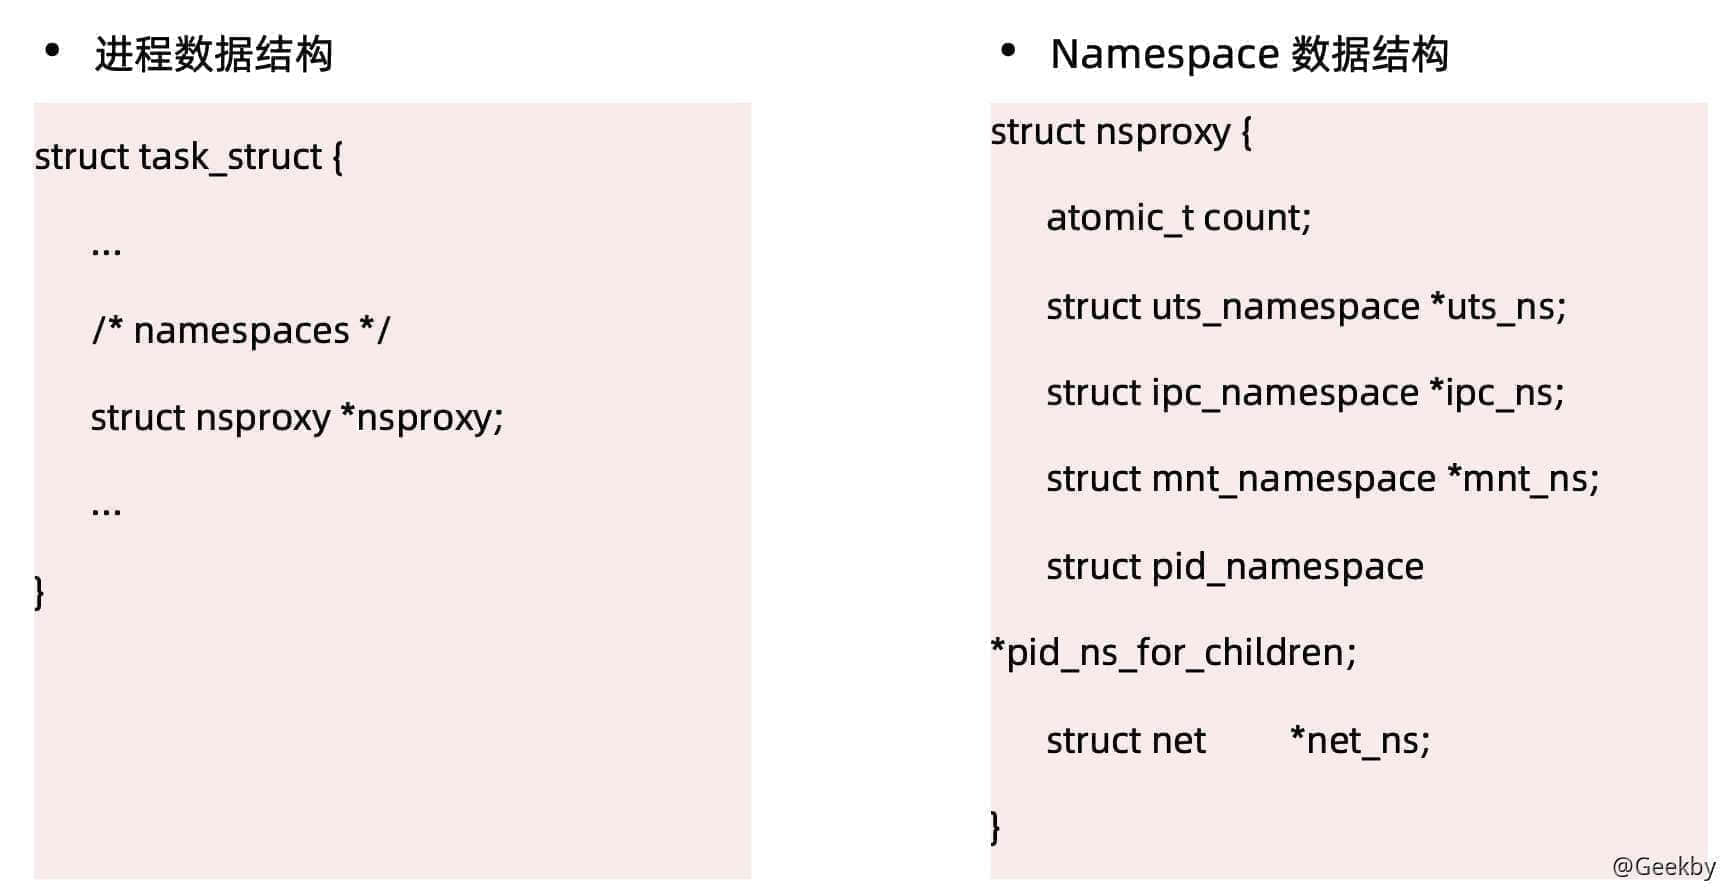 • 进程数据结构
struct task_struct {
...
/* namespaces */
struct nsproxy *nsproxy;
...
}
• Namespace 数据结构
struct nsproxy {
atomic_t count;
struct uts_namespace *uts_ns;
struct ipc_namespace *ipc_ns;
struct mnt_namespace *mnt_ns;
struct pid_namespace
*pid_ns_for_children;
struct net *net_ns;
}
@Geekby